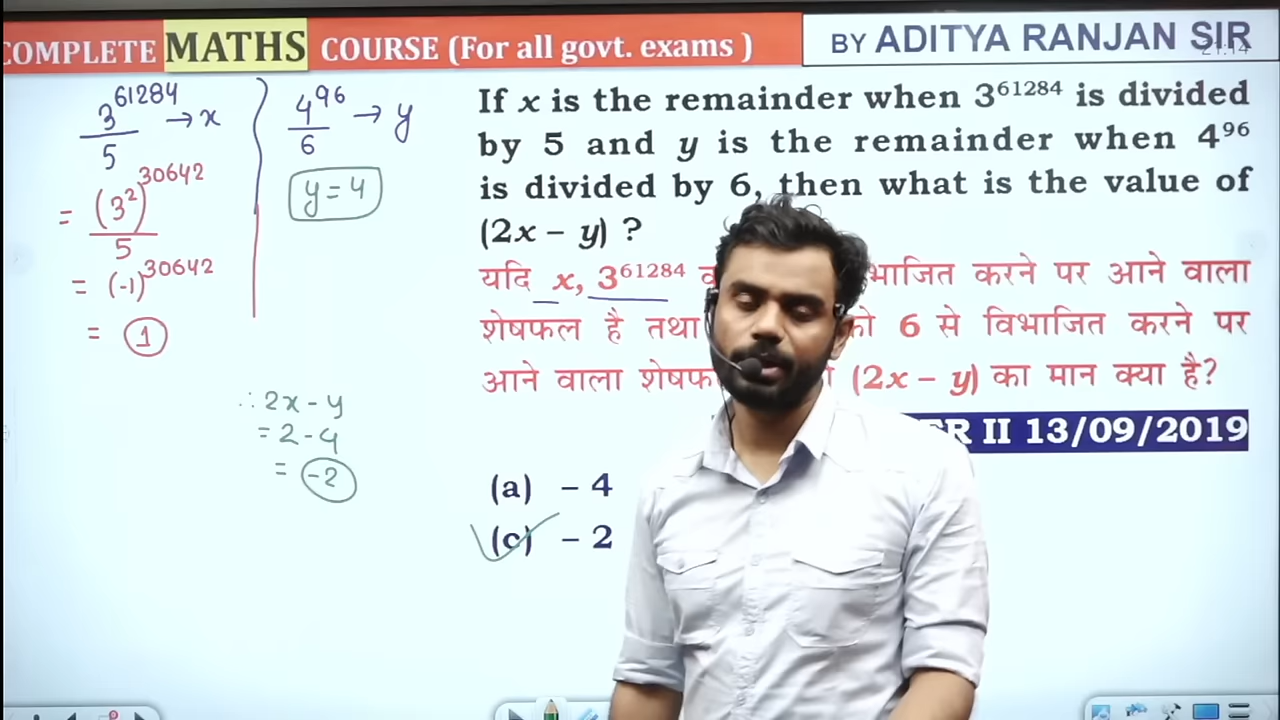 COMPLETE MATHS COURSE (For all govt. exams )
BY ADITYA RANJAN SIR
21:14
3^61284 → x
5
= (3²)^30642
5
= (-1)^30642
= 1
4^96 → y
6
y = 4
∴ 2x - y
= 2 - 4
= -2
If x is the remainder when 3^61284 is divided
by 5 and y is the remainder when 4^96
is divided by 6, then what is the value of
(2x – y) ?
यदि x, 3^61284 भाजित करने पर आने वाला
शेषफल है तथा को 6 से विभाजित करने पर
आने वाला (2x – y) का मान क्या है?
II 13/09/2019
(a) – 4
(c) – 2